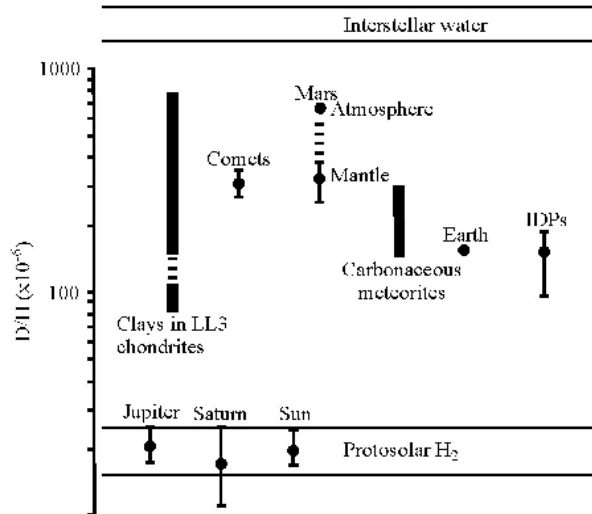 Interstellar water
1000
Mars
Atmosphere
Comets
Mantle
IDPs
Earth
Carbonaceous
meteorites
D/H (x10⁻⁶)
100
Clays in LL3
chondrites
Jupiter
Saturn
Sun
Protosolar H₂